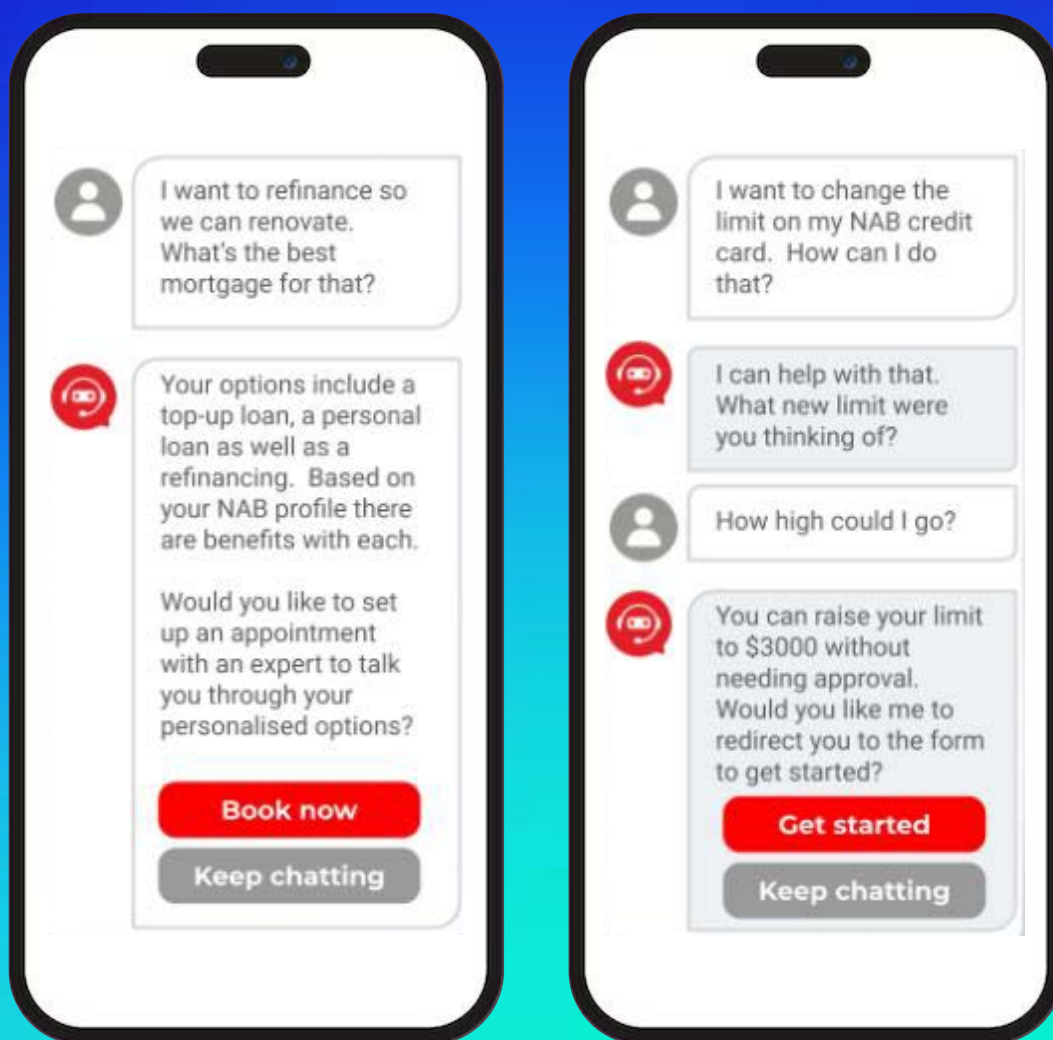 I want to refinance so
we can renovate.
What's the best
mortgage for that?
Your options include a
top-up loan, a personal
loan as well as a
refinancing. Based on
your NAB profile there
are benefits with each.
Would you like to set
up an appointment
with an expert to talk
you through your
personalised options?
Book now
Keep chatting
I want to change the
limit on my NAB credit
card. How can I do
that?
I can help with that.
What new limit were
you thinking of?
How high could I go?
You can raise your limit
to $3000 without
needing approval.
Would you like me to
redirect you to the form
to get started?
Get started
Keep chatting